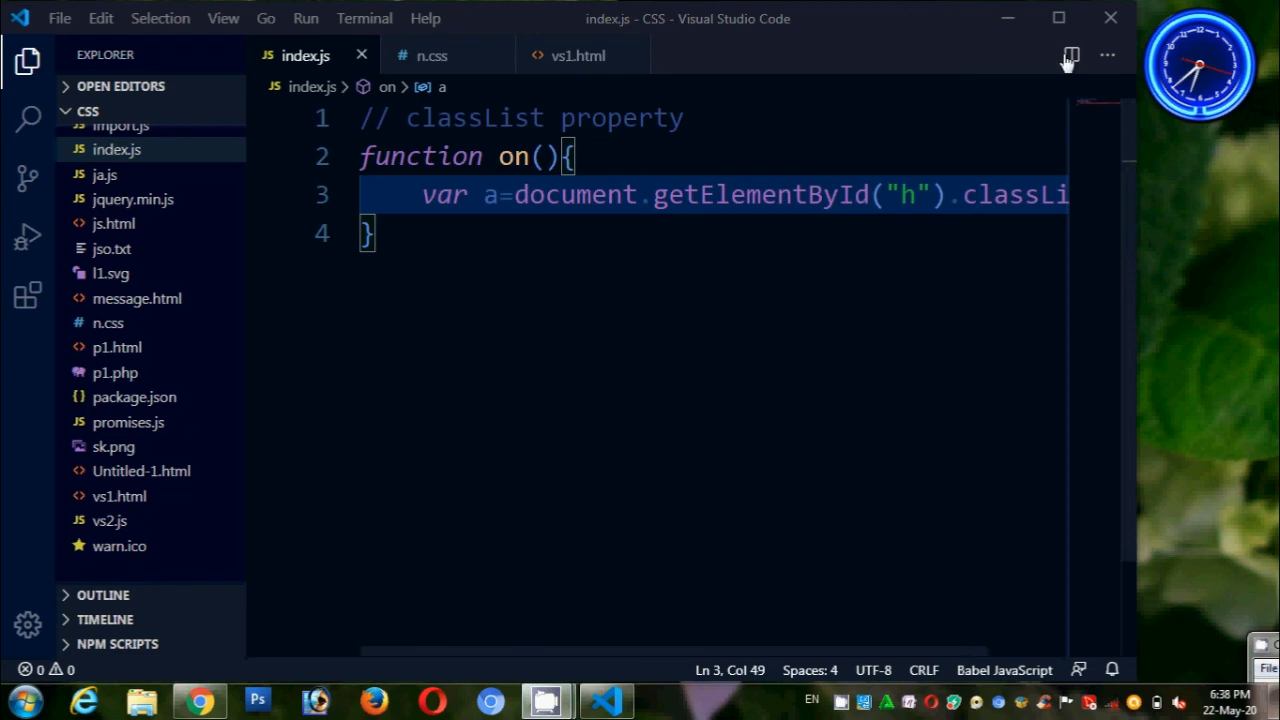 File Edit Selection View Go Run Terminal Help index.js - CSS - Visual Studio Code
EXPLORER
OPEN EDITORS
CSS
import.js
index.js
ja.js
jquery.min.js
js.html
jso.txt
l1.svg
message.html
n.css
p1.html
p1.php
package.json
promises.js
sk.png
Untitled-1.html
vs1.html
vs2.js
warn.ico
OUTLINE
TIMELINE
NPM SCRIPTS
JS index.js # n.css <> vs1.html
JS index.js > on > a
1 // classList property
2 function on(){
3 var a=document.getElementById("h").classLi
4 }
0 0 Ln 3, Col 49 Spaces: 4 UTF-8 CRLF Babel JavaScript
File
EN 6:38 PM
22-May-20